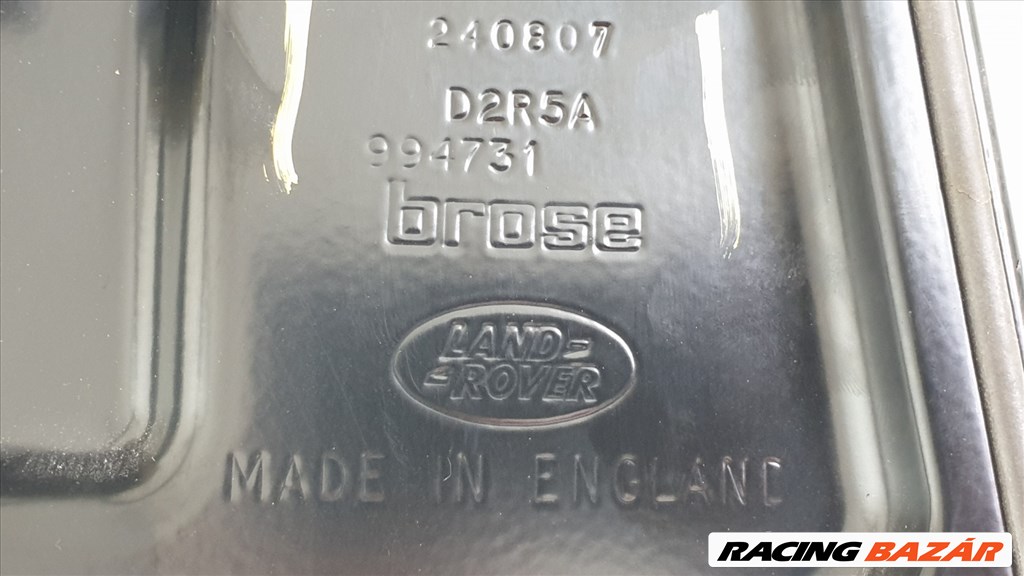 240807
D2R5A
994731
brose
LAND-
-ROVER
MADE IN ENGLAND
RACING BAZÁR